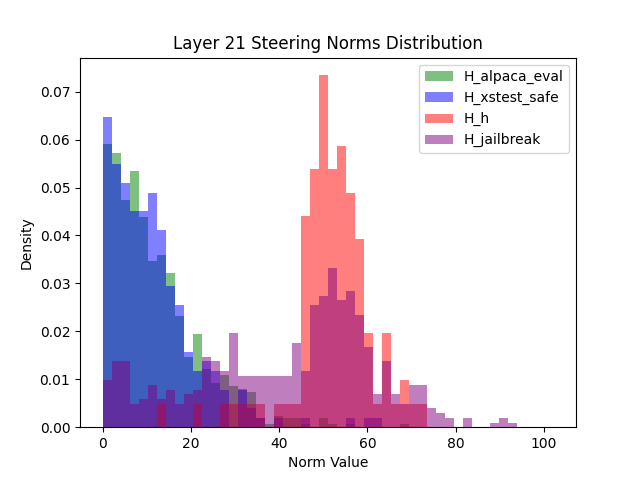 Layer 21 Steering Norms Distribution
H_alpaca_eval
H_xstest_safe
H_h
H_jailbreak
Density
0.07
0.06
0.05
0.04
0.03
0.02
0.01
0.00
0
20
40
60
80
100
Norm Value